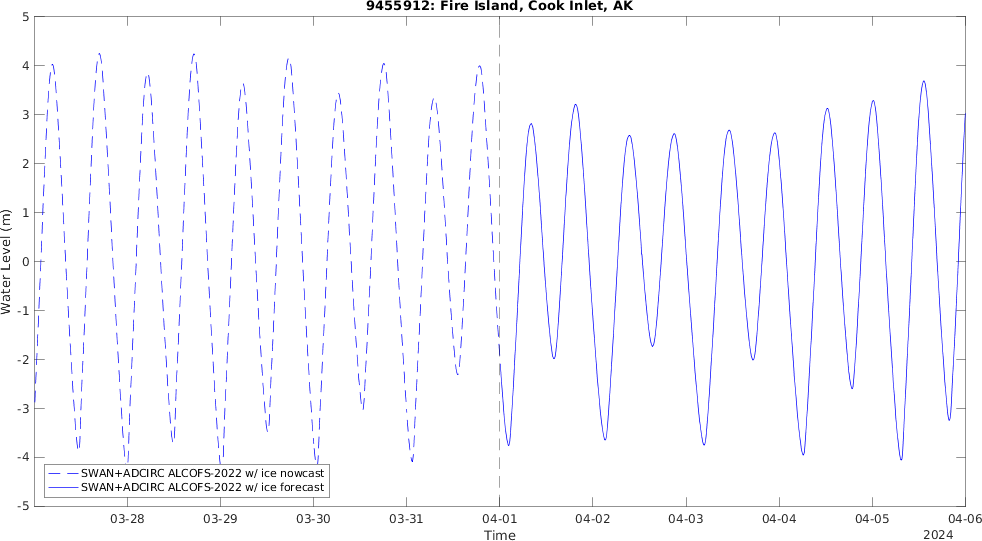 9455912: Fire Island, Cook Inlet, AK
5
4
3
2
1
0
-1
-2
-3
-4
-5
Water Level (m)
SWAN+ADCIRC ALCOFS-2022 w/ ice nowcast
SWAN+ADCIRC ALCOFS-2022 w/ ice forecast
03-28 03-29 03-30 03-31 04-01 04-02 04-03 04-04 04-05 04-06
Time
2024